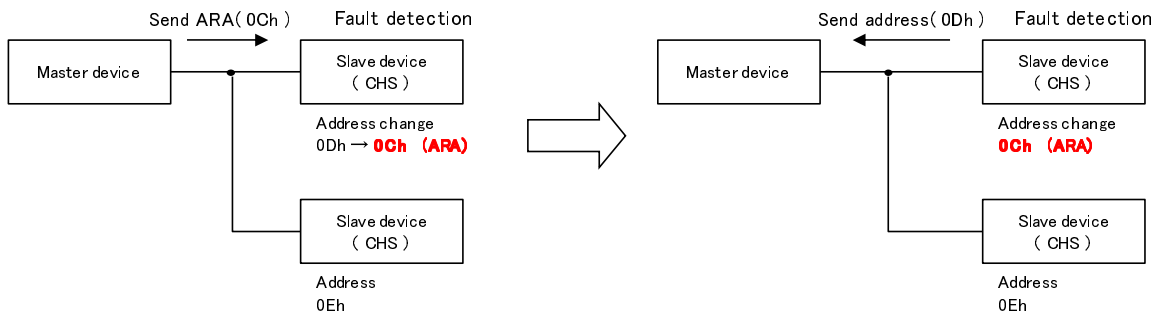 Send ARA( 0Ch )
Fault detection
Master device
Slave device
( CHS )
Address change
0Dh → 0Ch (ARA)
Slave device
( CHS )
Address
0Eh
Send address( 0Dh )
Fault detection
Master device
Slave device
( CHS )
Address change
0Ch (ARA)
Slave device
( CHS )
Address
0Eh